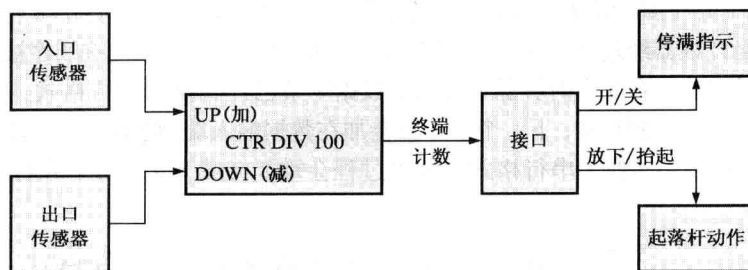 入口
传感器
出口
传感器
UP(加)
CTR DIV 100
DOWN(减)
终端
计数
接口
开/关
放下/抬起
停满指示
起落杆动作